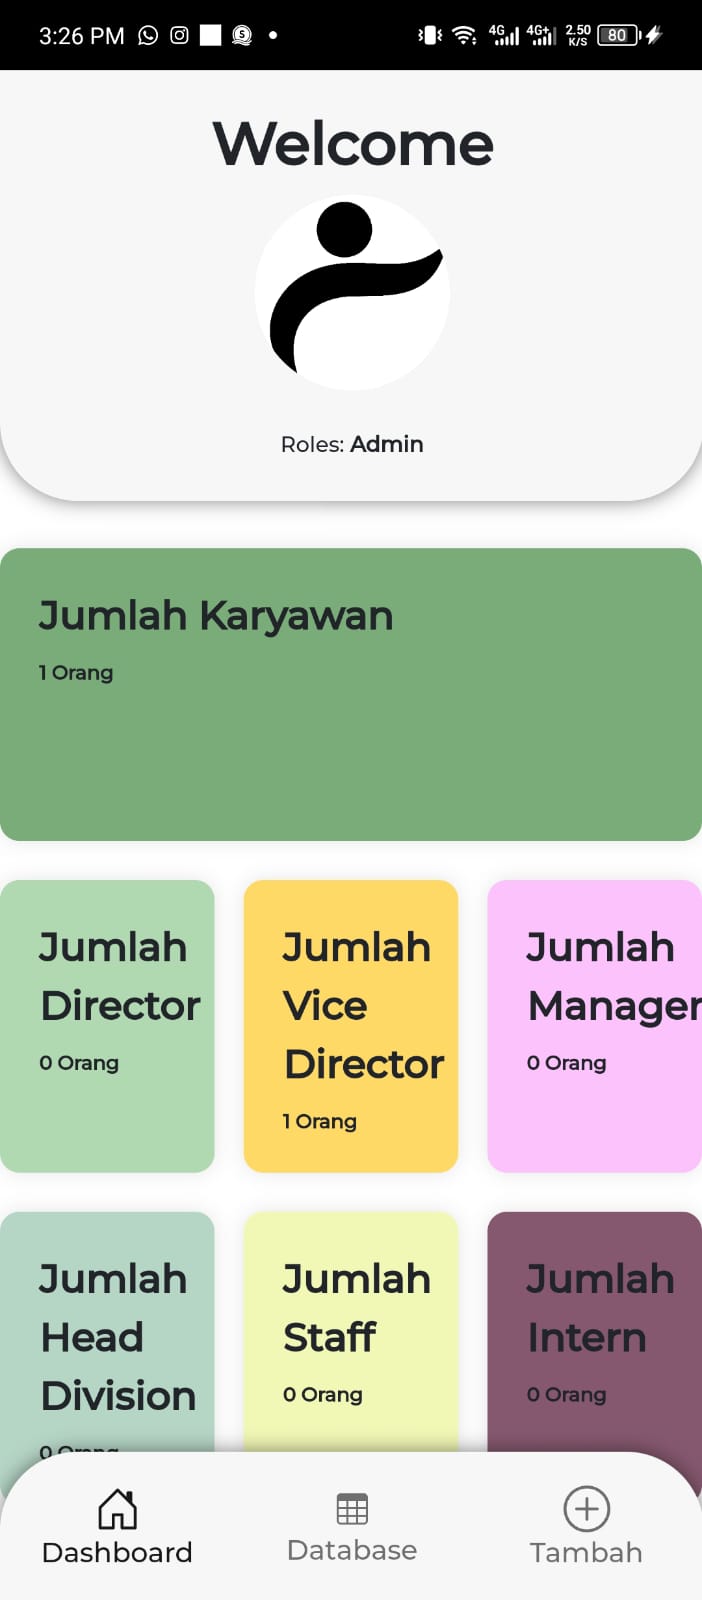 3:26 PM 4G 4G+ 2.50 K/S 80
Welcome
Roles: Admin
Jumlah Karyawan
1 Orang
Jumlah
Director
0 Orang
Jumlah
Vice
Director
1 Orang
Jumlah
Manager
0 Orang
Jumlah
Head
Division
0 Orang
Jumlah
Staff
0 Orang
Jumlah
Intern
0 Orang
Dashboard
Database
Tambah